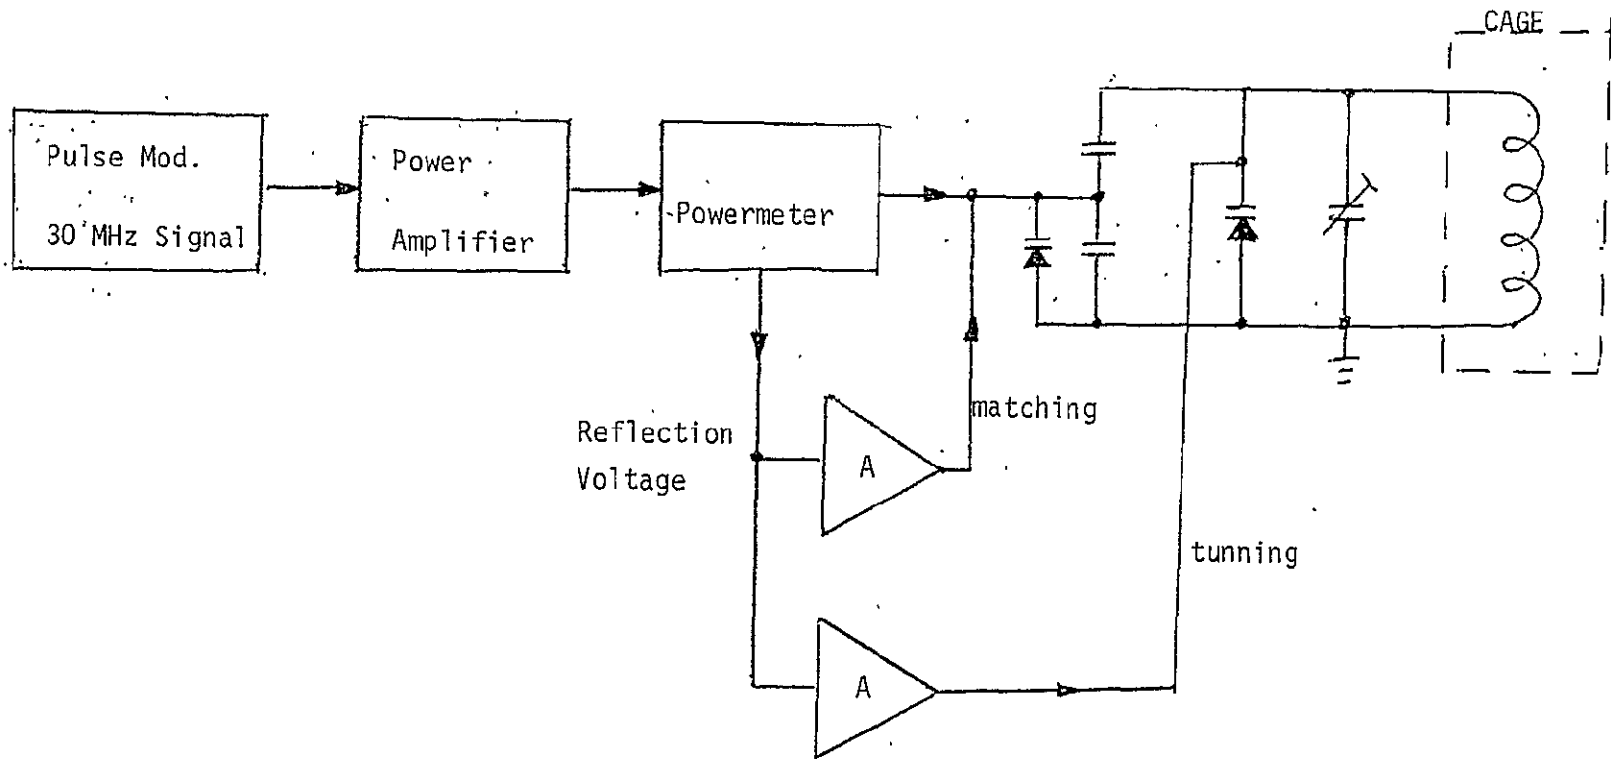 CAGE
Pulse Mod.
30 MHz Signal
Power
Amplifier
Powermeter
matching
Reflection
Voltage
A
tunning
A